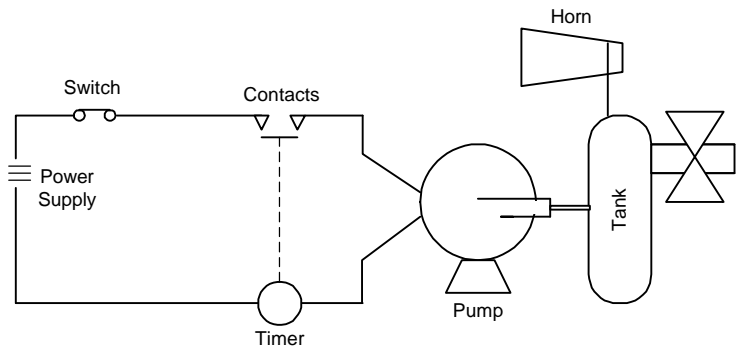 Horn
Switch
Contacts
Power
Supply
Tank
Pump
Timer